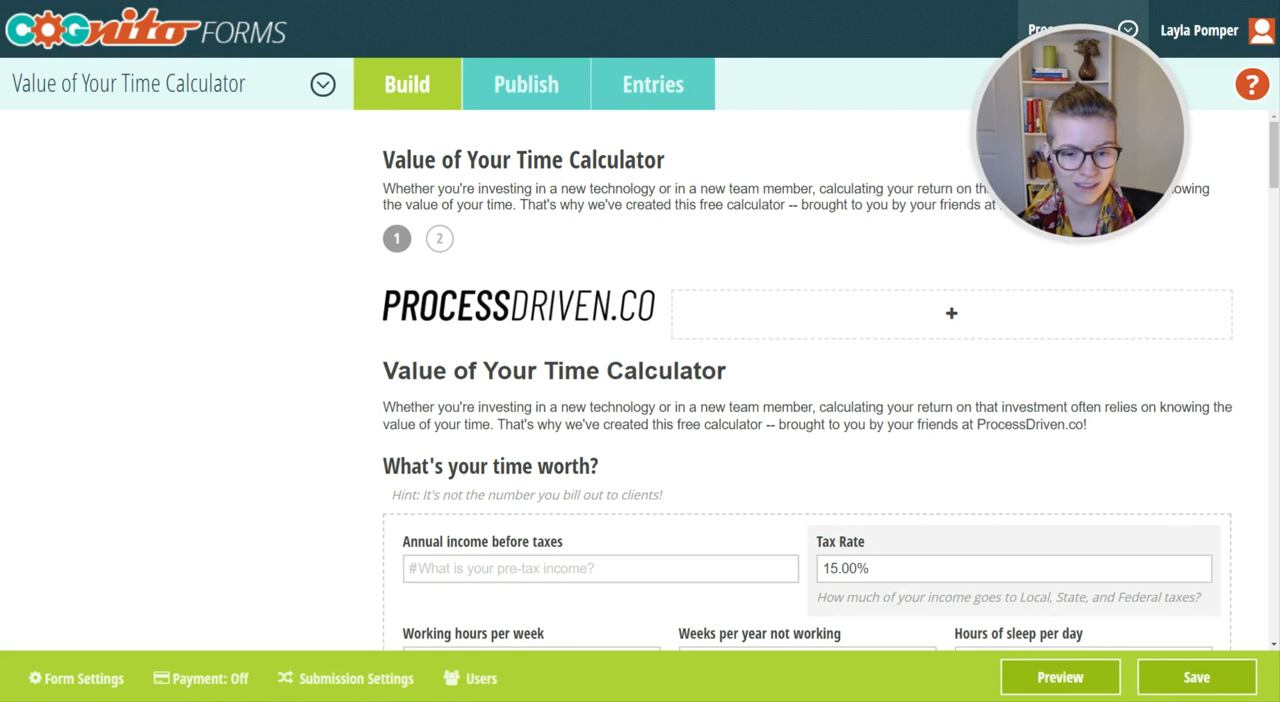 COGnito FORMS
Layla Pomper
Value of Your Time Calculator
Build
Publish
Entries
?
Value of Your Time Calculator
Whether you're investing in a new technology or in a new team member, calculating your return on
the value of your time. That's why we've created this free calculator -- brought to you by your friends at
1
2
PROCESSDRIVEN.CO
+
Value of Your Time Calculator
Whether you're investing in a new technology or in a new team member, calculating your return on that investment often relies on knowing the
value of your time. That's why we've created this free calculator -- brought to you by your friends at ProcessDriven.co!
What's your time worth?
Hint: It's not the number you bill out to clients!
Annual income before taxes
Tax Rate
#What is your pre-tax income?
15.00%
How much of your income goes to Local, State, and Federal taxes?
Working hours per week
Weeks per year not working
Hours of sleep per day
Form Settings
Payment: Off
Submission Settings
Users
Preview
Save